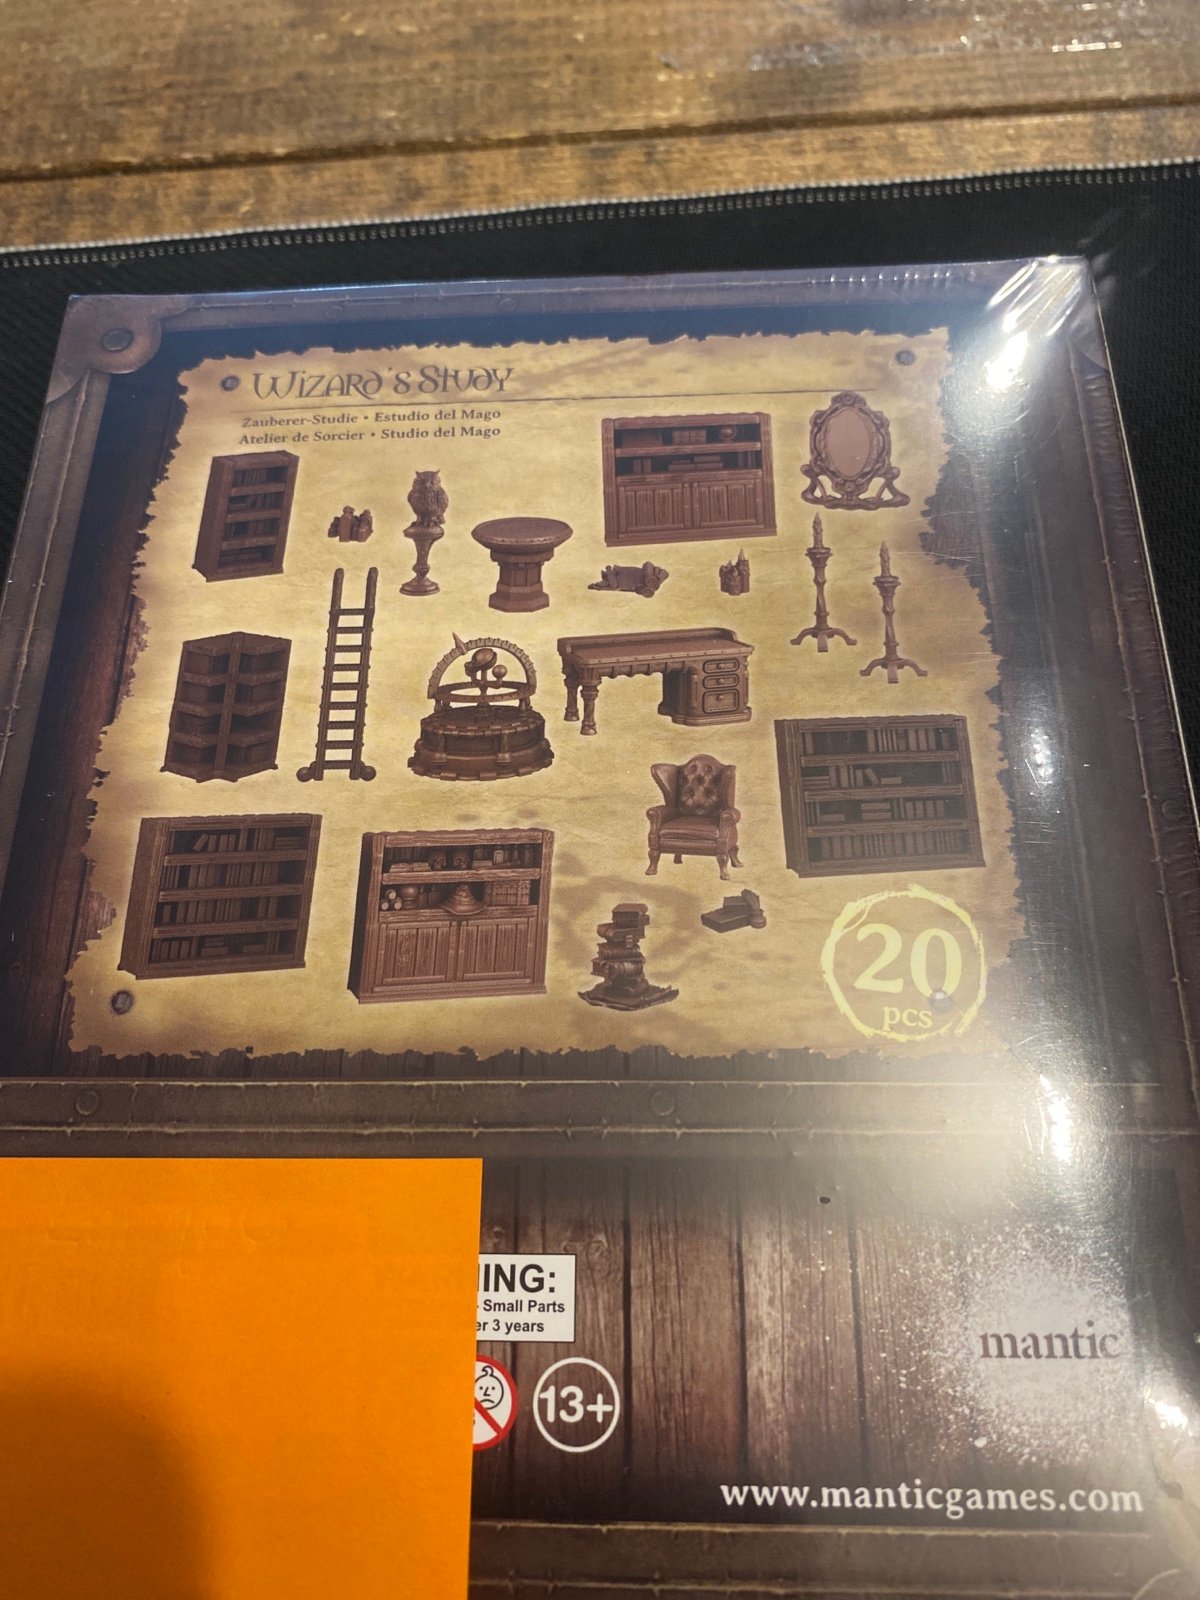 Wizard's Study
Zauberer-Studie • Estudio del Mago
Atelier de Sorcier • Studio del Mago
20
pcs
ING:
Small Parts
er 3 years
13+
mantic
www.manticgames.com